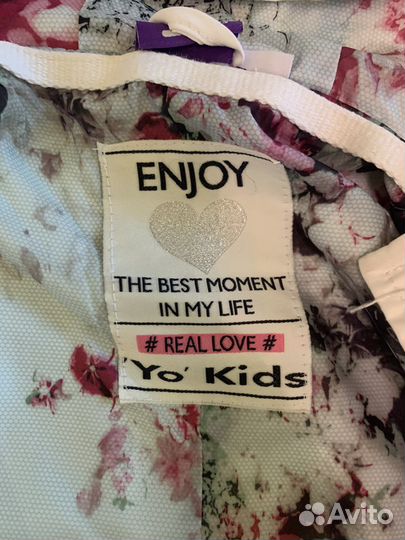 ENJOY
THE BEST MOMENT
IN MY LIFE
# REAL LOVE #
'Yo' Kids
Avito